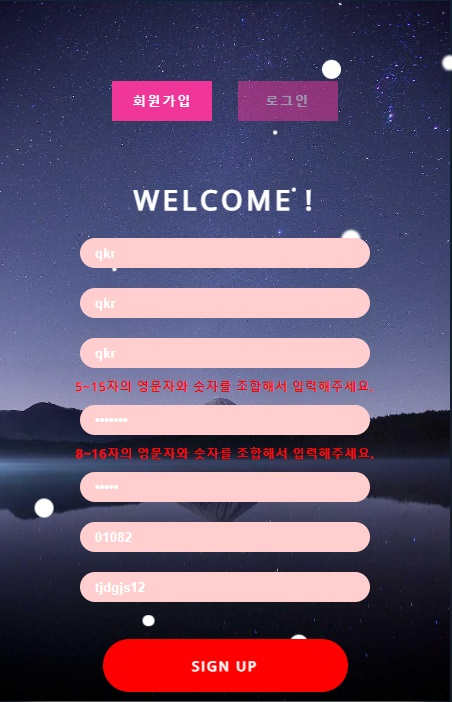 회원가입
로그인
WELCOME !
qkr
qkr
qkr
5~15자의 영문자와 숫자를 조합해서 입력해주세요.
•••••••
8~16자의 영문자와 숫자를 조합해서 입력해주세요.
•••••
01082
tjdgjs12
SIGN UP